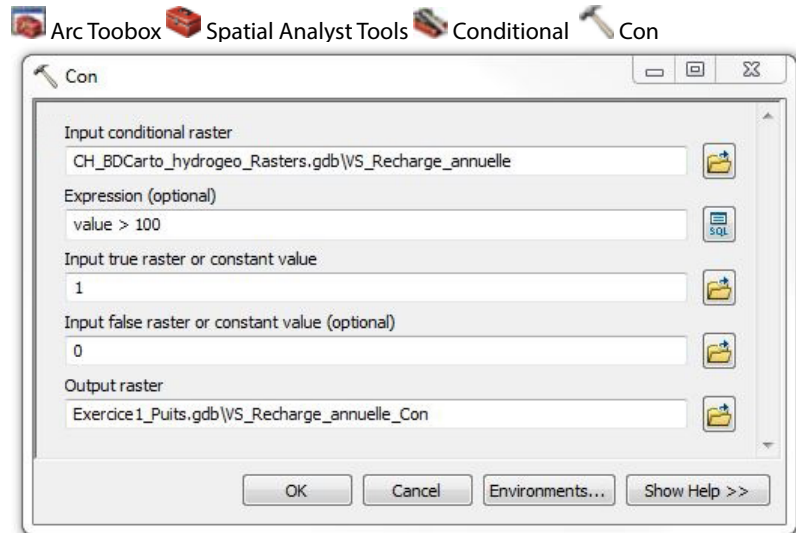 Arc Toobox Spatial Analyst Tools Conditional Con
Con
Input conditional raster
CH_BDCarto_hydrogeo_Rasters.gdb\VS_Recharge_annuelle
Expression (optional)
value > 100
SQL
Input true raster or constant value
1
Input false raster or constant value (optional)
0
Output raster
Exercice1_Puits.gdb\VS_Recharge_annuelle_Con
OK Cancel Environments... Show Help >>